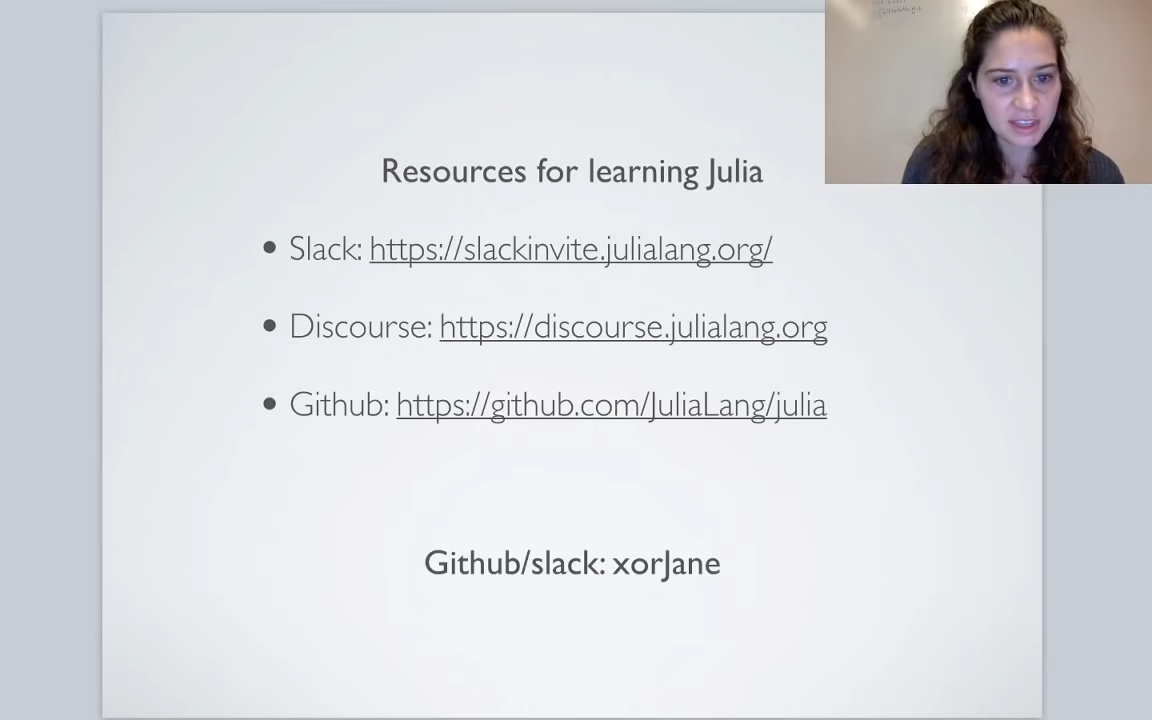 Resources for learning Julia
• Slack: https://slackinvite.julialang.org/
• Discourse: https://discourse.julialang.org
• Github: https://github.com/JuliaLang/julia
Github/slack: xorJane